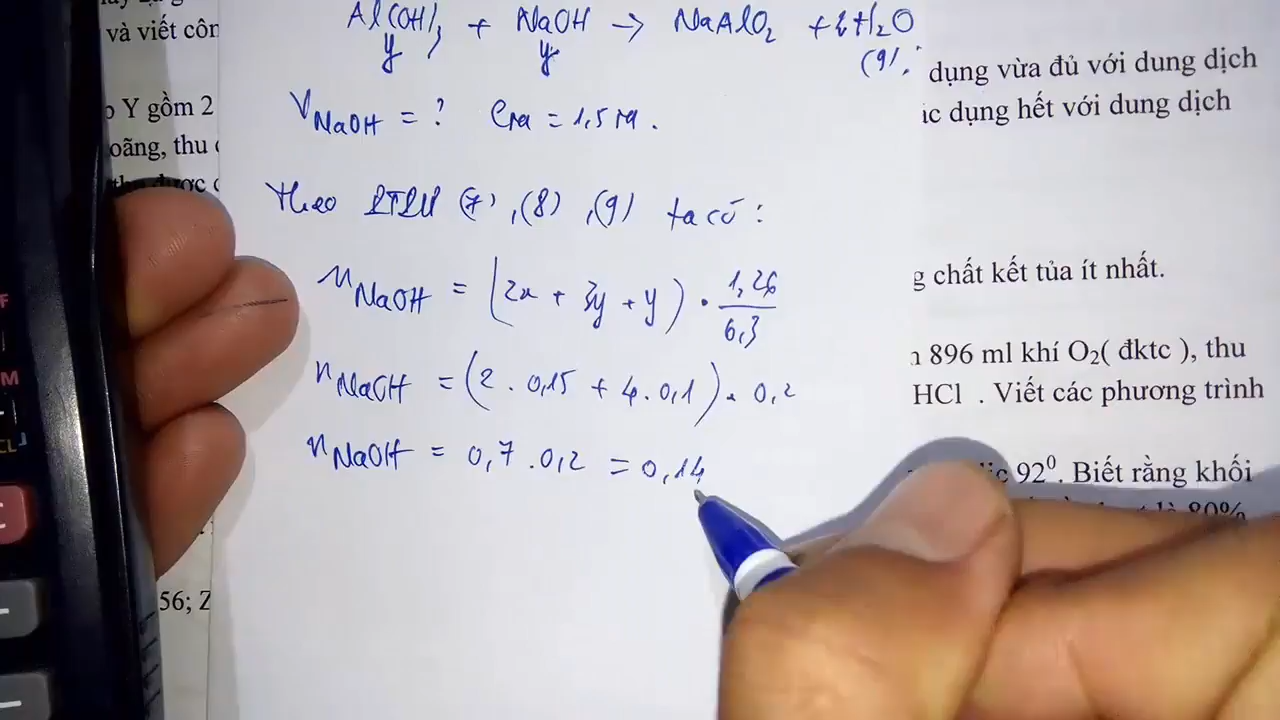 và viết côn
Al(OH)3 + NaOH → NaAlO2 + 2H2O
y y (9).
dụng vừa đủ với dung dịch
Y gồm 2
ác dụng hết với dung dịch
VNaOH = ? CM = 1,5M.
oãng, thu
được
Theo PTPU (7), (8), (9) ta có:
g chất kết tủa ít nhất.
nNaOH = (2x + 3y + y) . 1,26
6,3
896 ml khí O2( đktc ), thu
nNaOH = (2 . 0,15 + 4 . 0,1) . 0,2
HCl . Viết các phương trình
nNaOH = 0,7 . 0,2 = 0,14
92⁰. Biết rằng khối
là 80%
56; Z